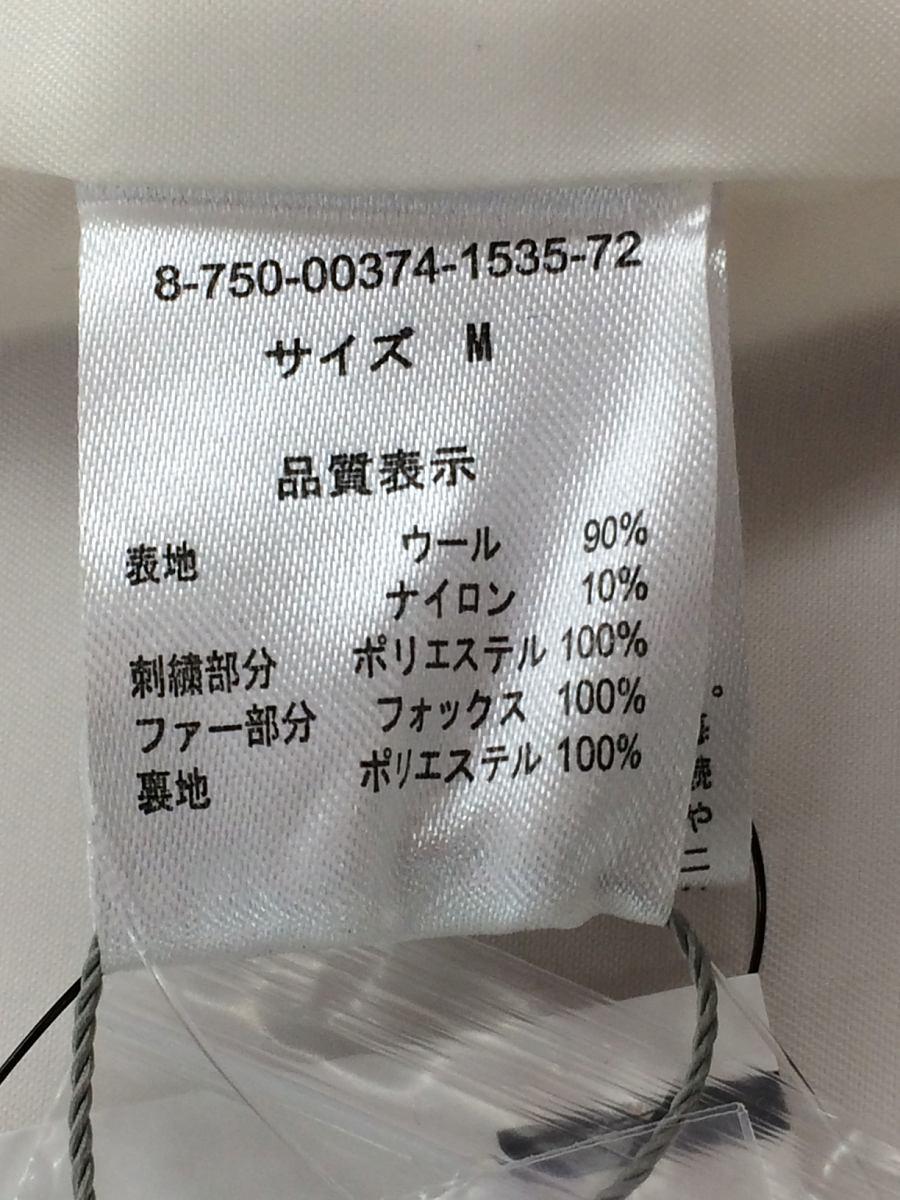 8-750-00374-1535-72
サイズ M
品質表示
表地 ウール 90%
ナイロン 10%
刺繍部分 ポリエステル 100%
ファー部分 フォックス 100%
裏地 ポリエステル 100%
。
や
ニ